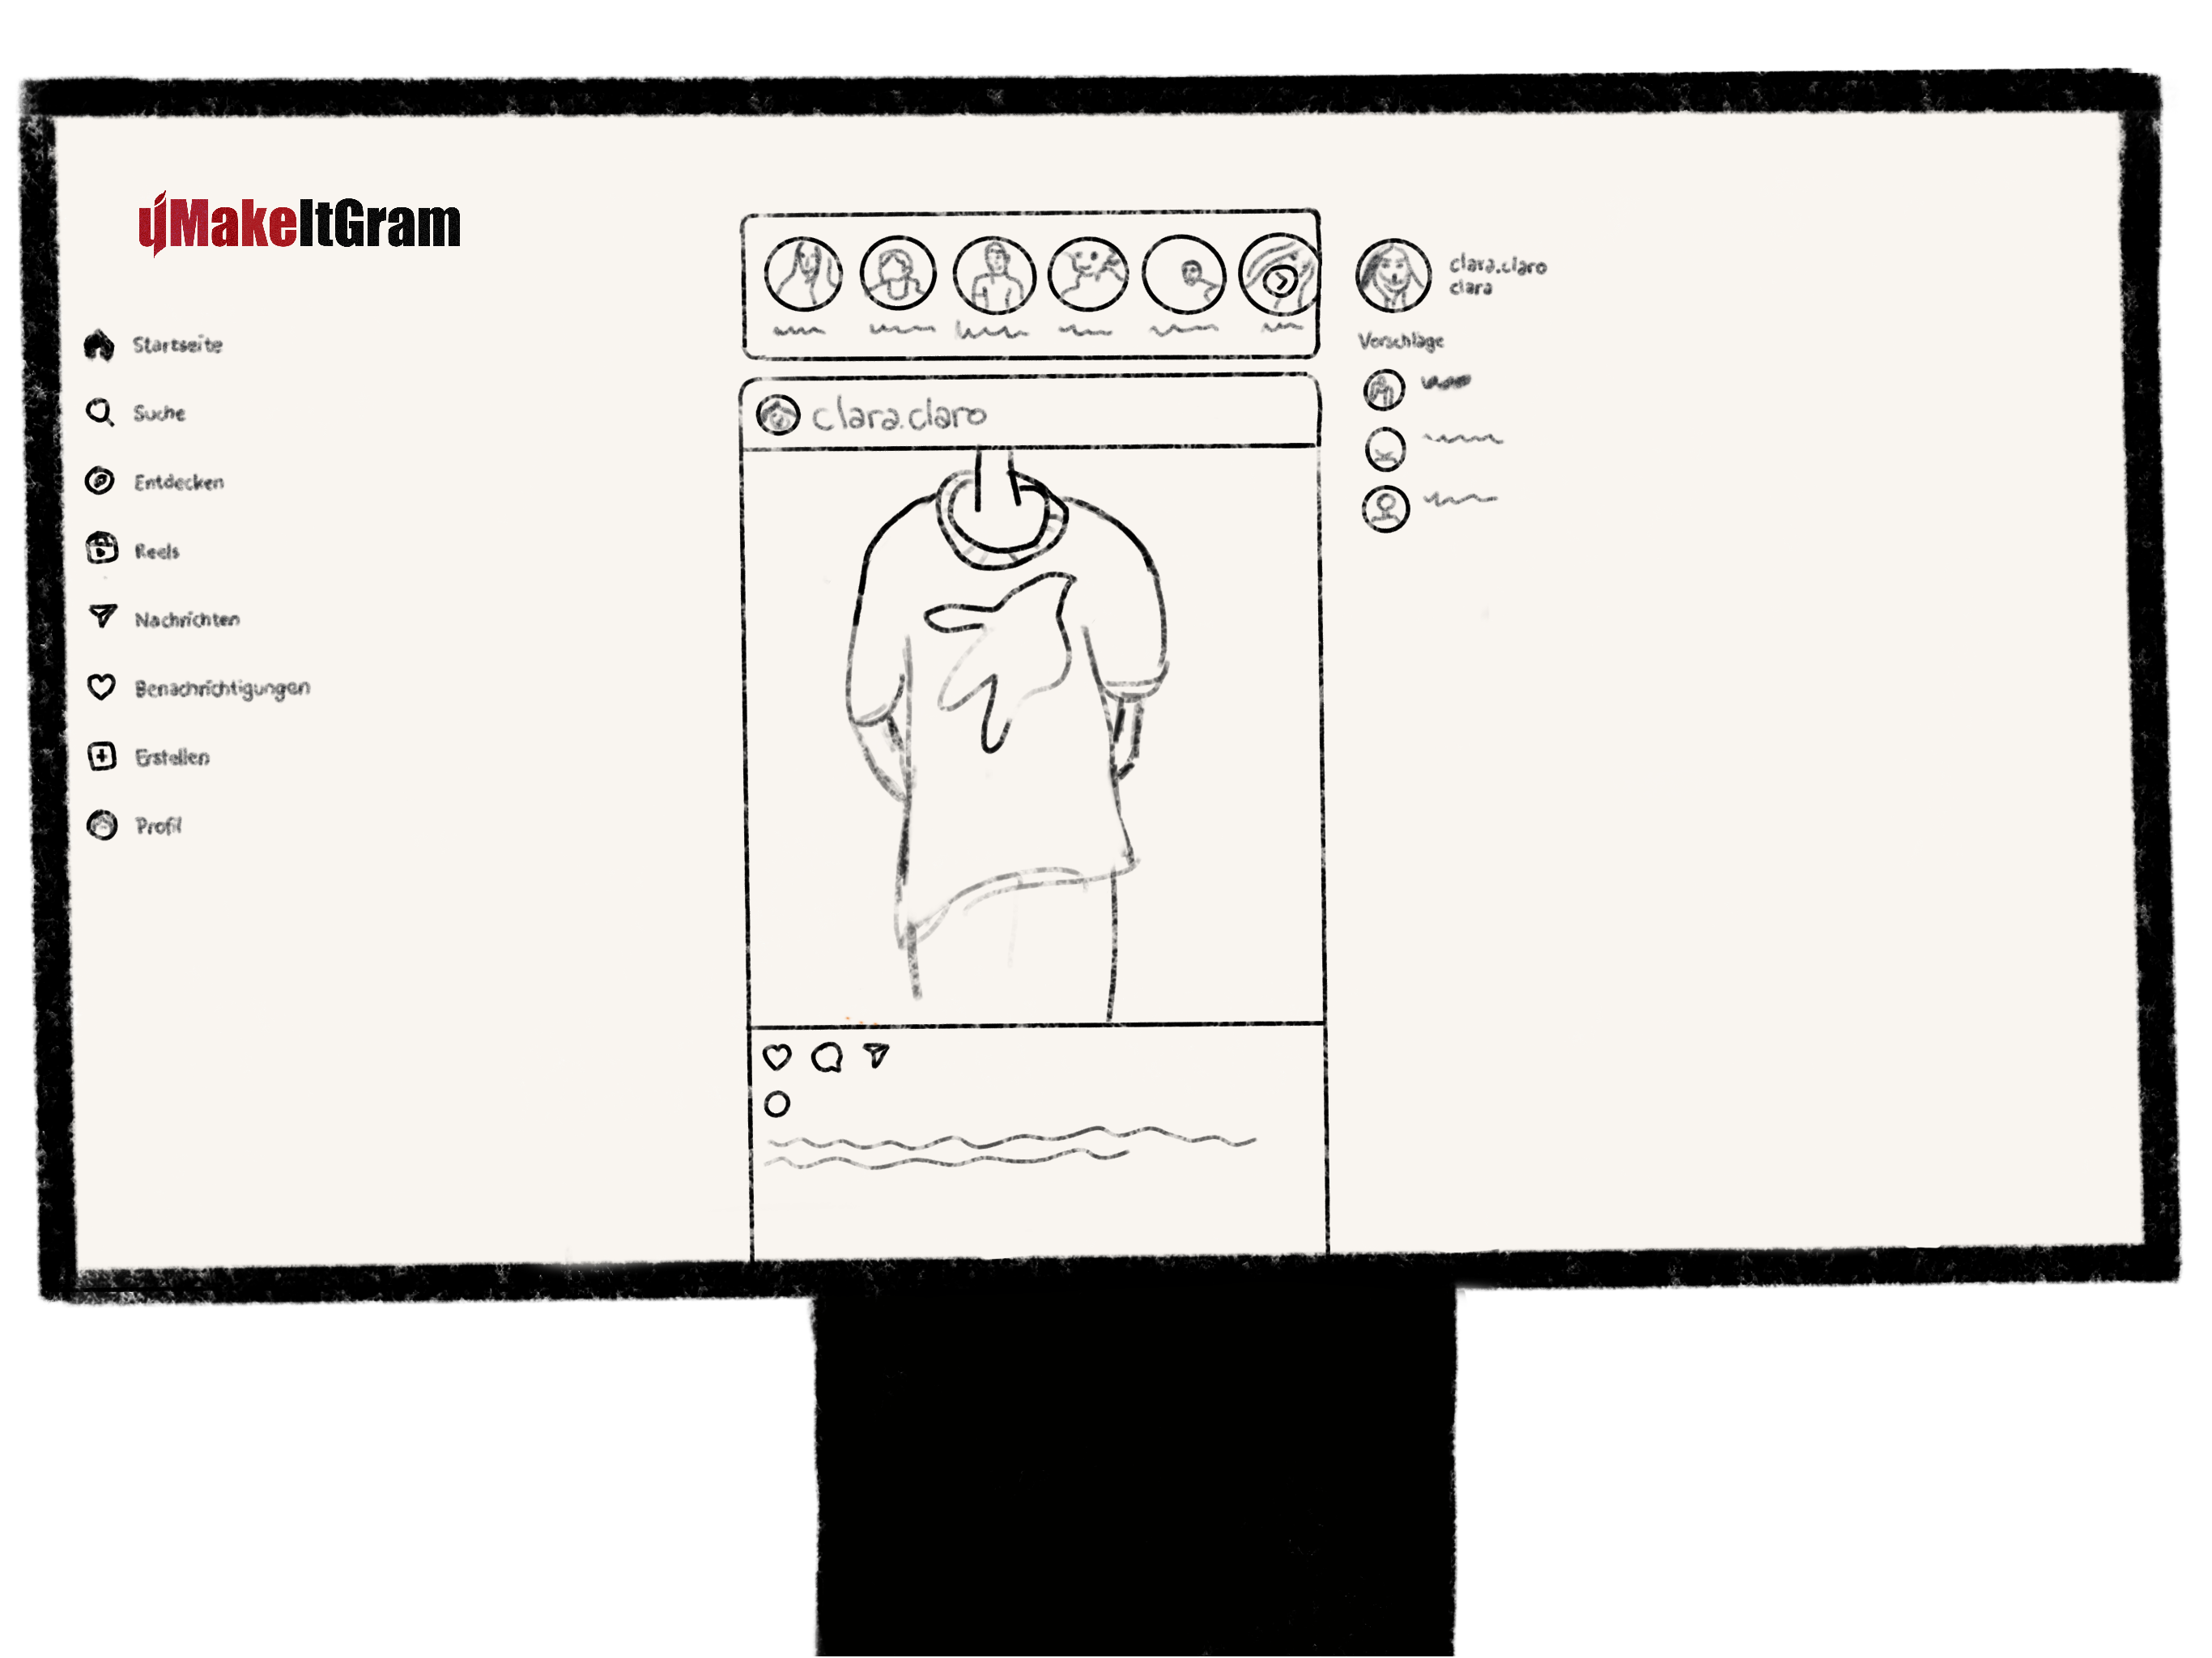 ujMakeItGram
clara.claro
clara
Startseite
Vorschläge
Suche
clara.claro
Entdecken
Reels
Nachrichten
Benachrichtigungen
Erstellen
Profil